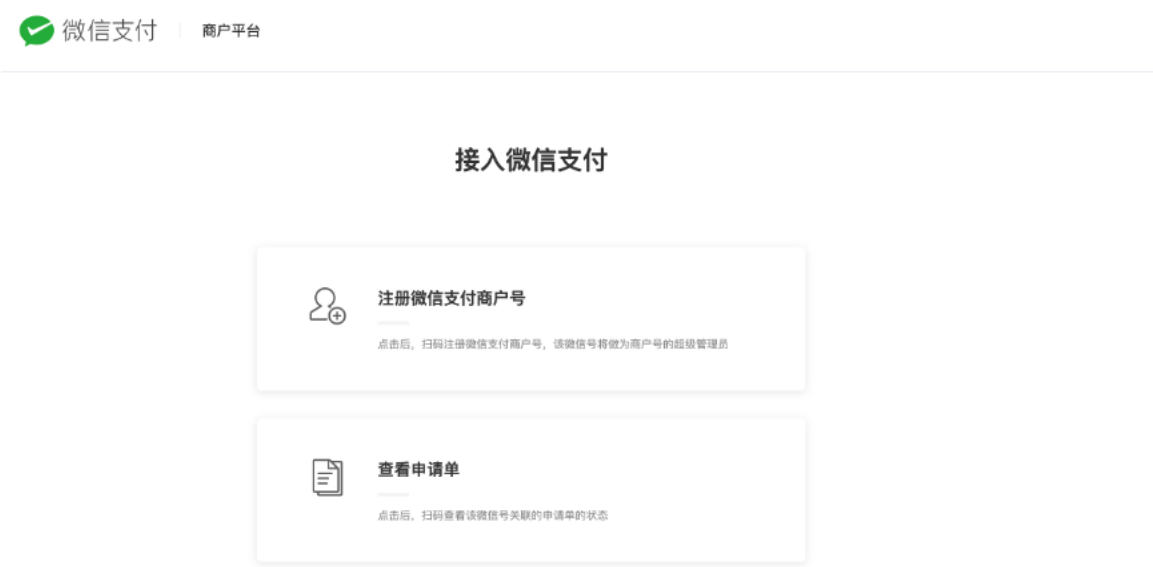 微信支付 商户平台
接入微信支付
注册微信支付商户号
点击后，扫码注册微信支付商户号，该微信号将做为商户号的超级管理员
查看申请单
点击后，扫码查看该微信号关联的申请单的状态